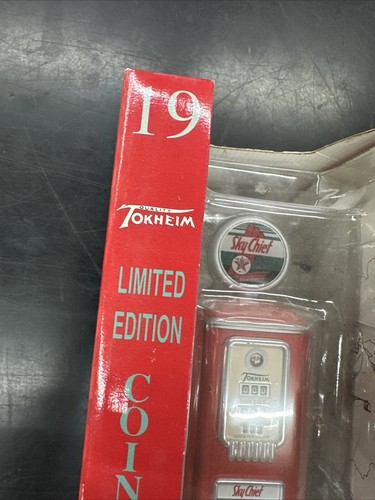 19
QUALITY
TOKHEIM
LIMITED
EDITION
COIN
Sky Chief
TOKHEIM
Sky Chief